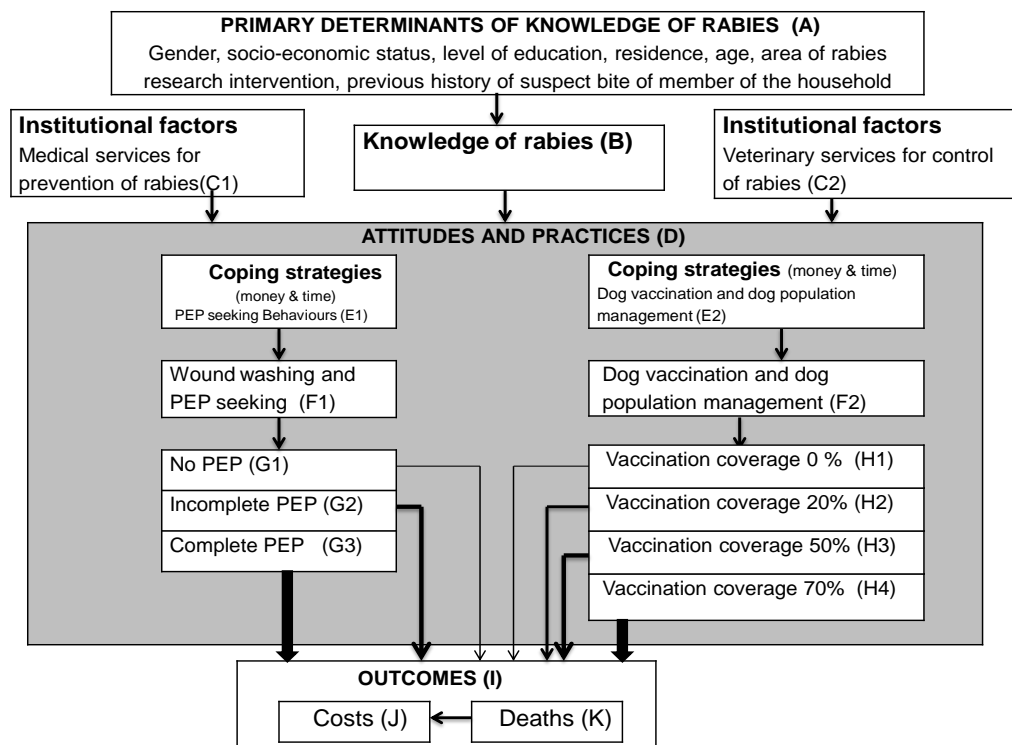 PRIMARY DETERMINANTS OF KNOWLEDGE OF RABIES (A)
Gender, socio-economic status, level of education, residence, age, area of rabies
research intervention, previous history of suspect bite of member of the household
Institutional factors
Medical services for
prevention of rabies(C1)
Knowledge of rabies (B)
Institutional factors
Veterinary services for control
of rabies (C2)
ATTITUDES AND PRACTICES (D)
Coping strategies
(money & time)
PEP seeking Behaviours (E1)
Coping strategies (money & time)
Dog vaccination and dog population
management (E2)
Wound washing and
PEP seeking (F1)
Dog vaccination and dog
population management (F2)
No PEP (G1)
Incomplete PEP (G2)
Complete PEP (G3)
Vaccination coverage 0 % (H1)
Vaccination coverage 20% (H2)
Vaccination coverage 50% (H3)
Vaccination coverage 70% (H4)
OUTCOMES (I)
Costs (J)
Deaths (K)